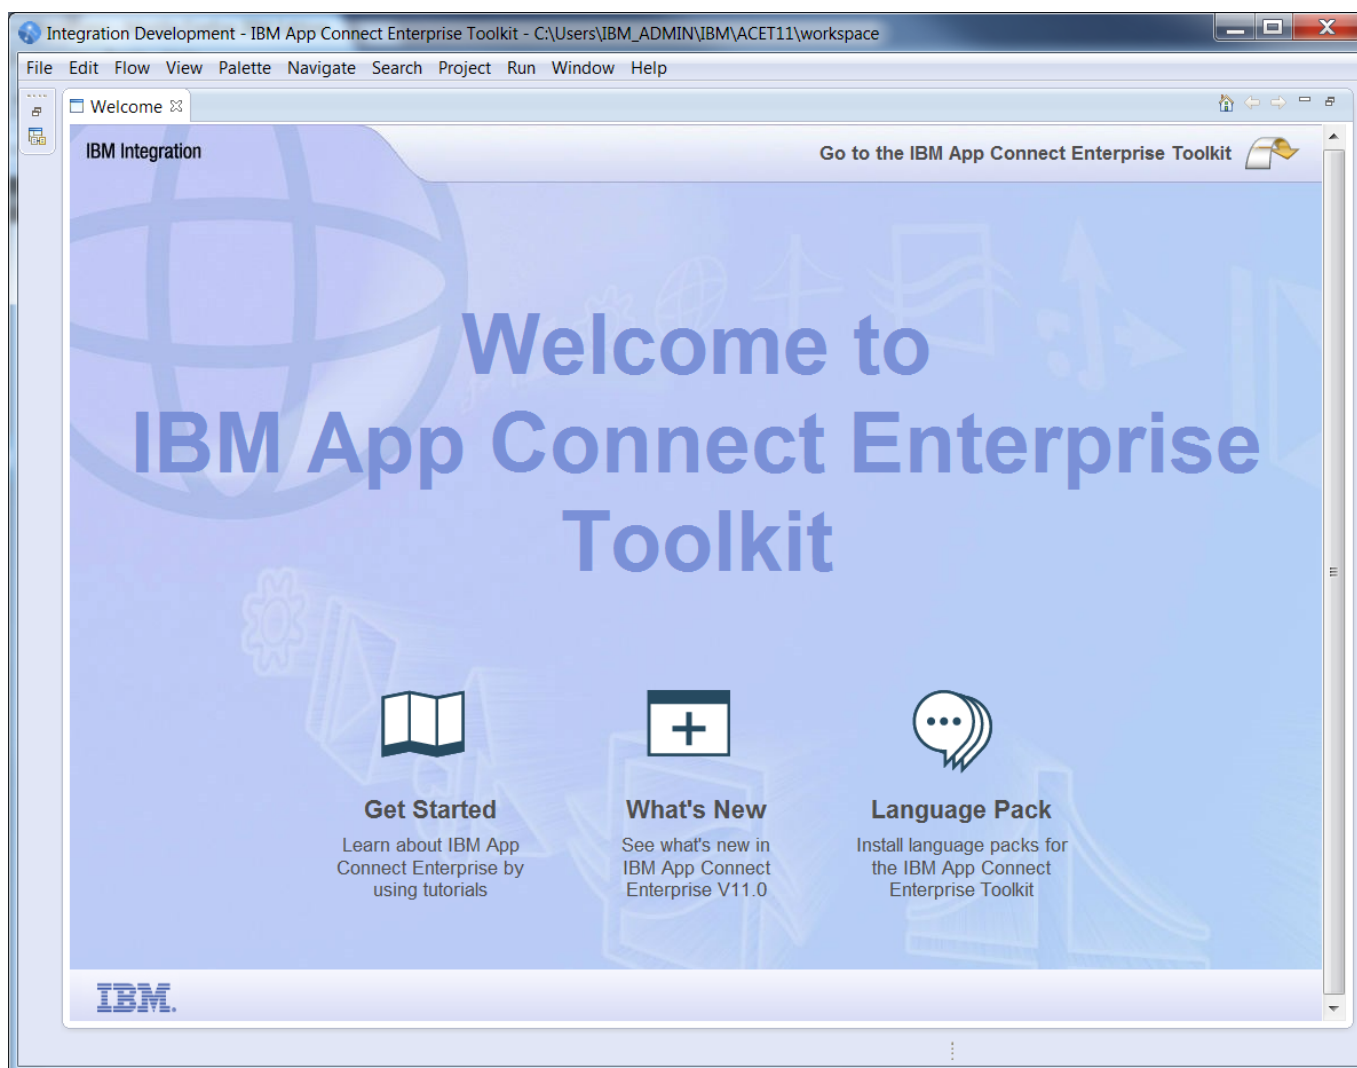 Integration Development - IBM App Connect Enterprise Toolkit - C:\Users\IBM_ADMIN\IBM\ACET11\workspace
File Edit Flow View Palette Navigate Search Project Run Window Help
Welcome
IBM Integration
Go to the IBM App Connect Enterprise Toolkit
Welcome to
IBM App Connect Enterprise
Toolkit
Get Started
Learn about IBM App
Connect Enterprise by
using tutorials
What's New
See what's new in
IBM App Connect
Enterprise V11.0
Language Pack
Install language packs for
the IBM App Connect
Enterprise Toolkit
IBM.